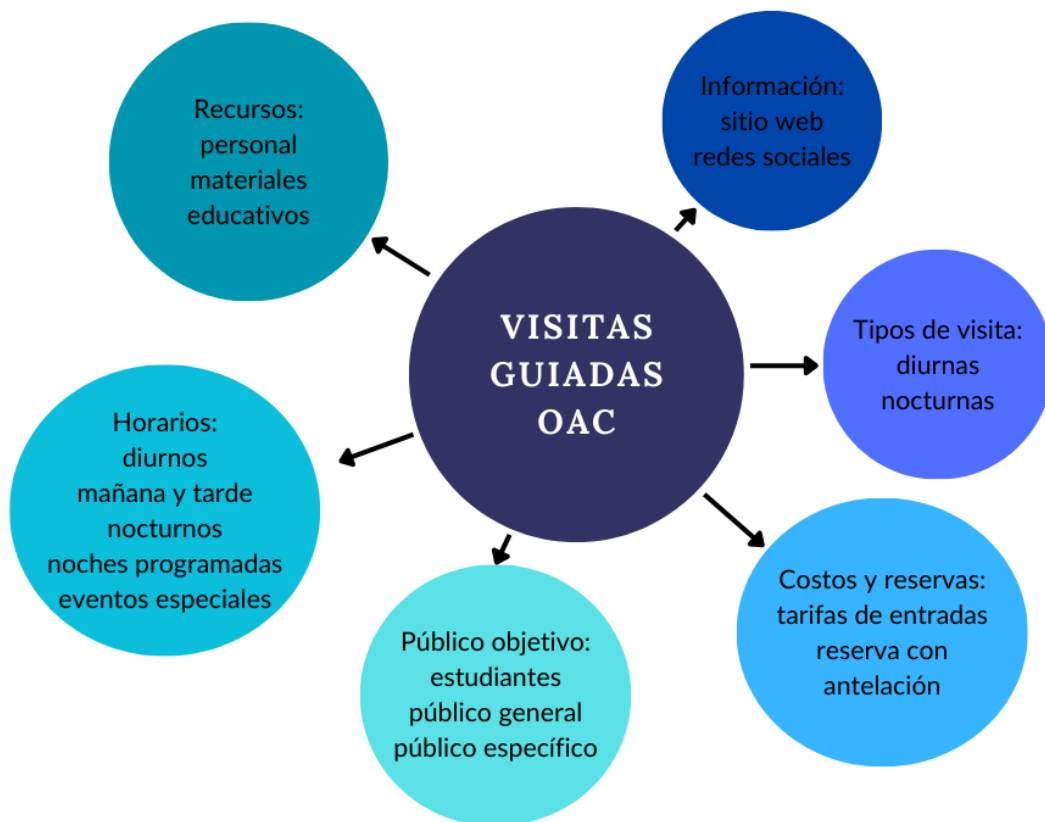 VISITAS
GUIADAS
OAC
Información:
sitio web
redes sociales
Tipos de visita:
diurnas
nocturnas
Costos y reservas:
tarifas de entradas
reserva con
antelación
Público objetivo:
estudiantes
público general
público específico
Horarios:
diurnos
mañana y tarde
nocturnos
noches programadas
eventos especiales
Recursos:
personal
materiales
educativos